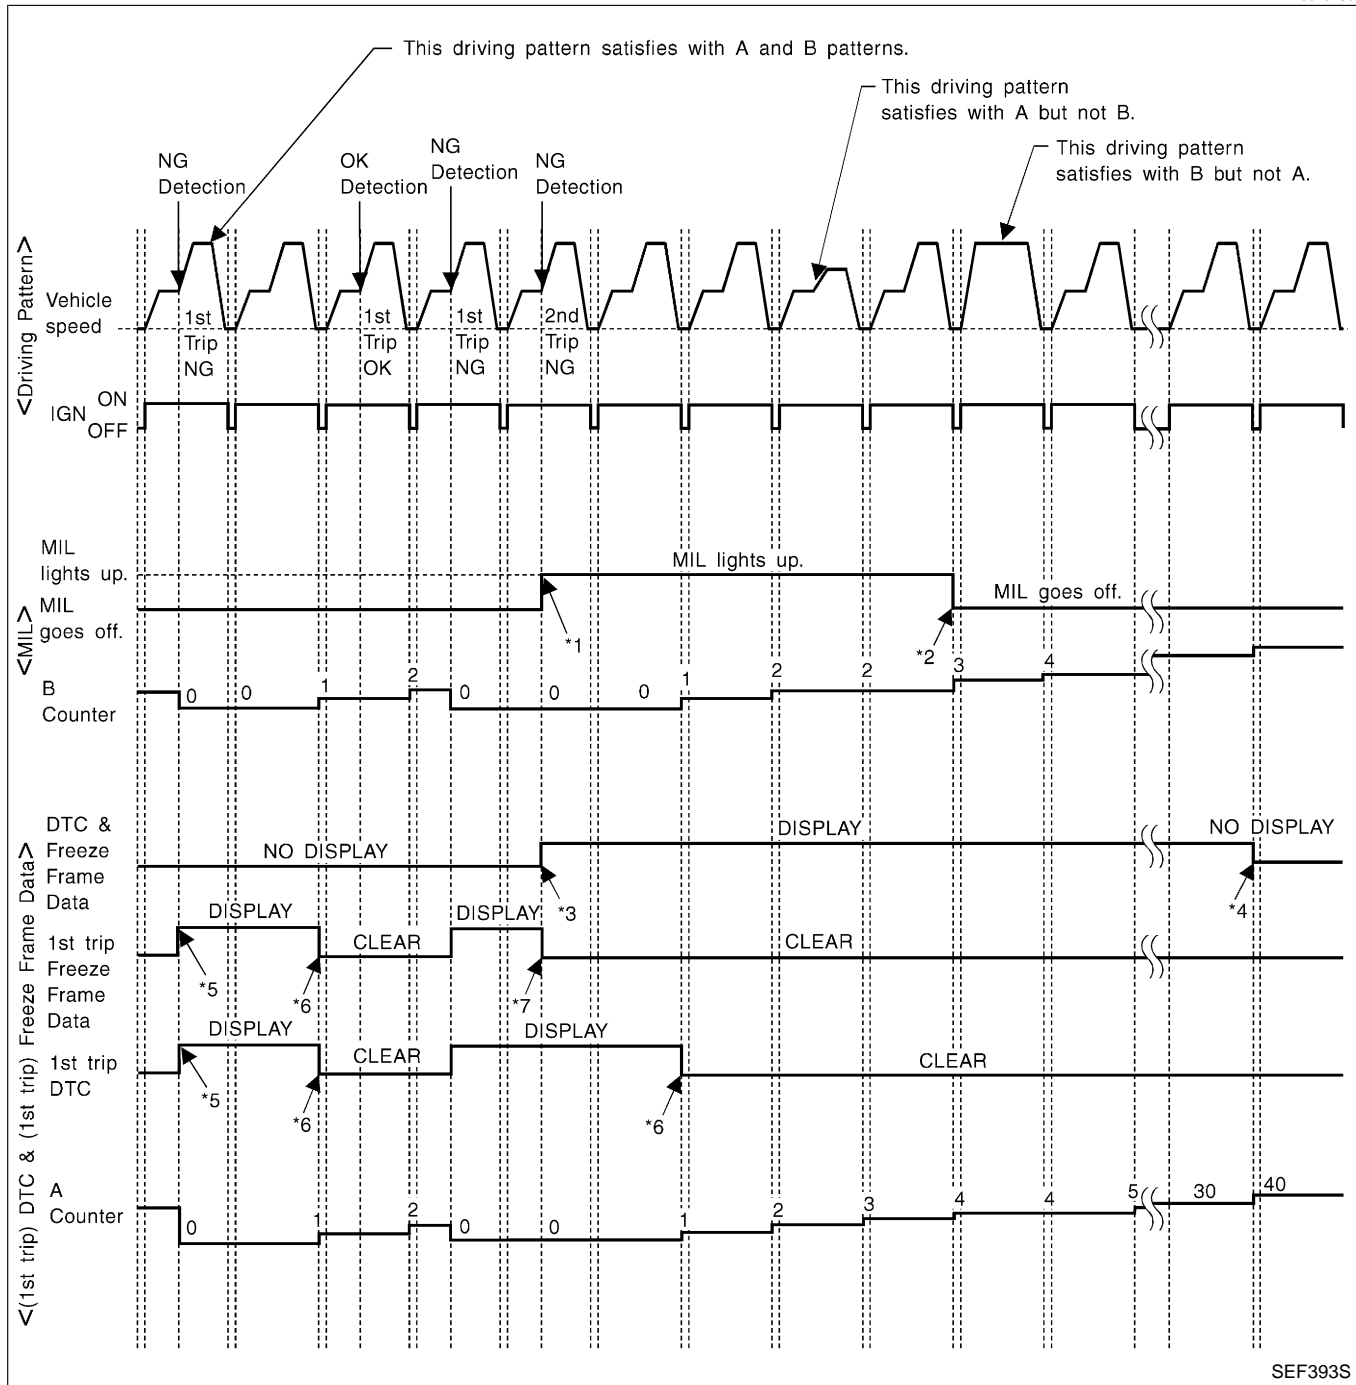 This driving pattern satisfies with A and B patterns.
This driving pattern
satisfies with A but not B.
This driving pattern
satisfies with B but not A.
NG
Detection
OK
Detection
NG
Detection
NG
Detection
<Driving Pattern>
Vehicle
speed
1st
Trip
NG
1st
Trip
OK
1st
Trip
NG
2nd
Trip
NG
IGN
ON
OFF
<MIL>
MIL
lights up.
MIL lights up.
MIL
goes off.
MIL goes off.
*1
*2
B
Counter
0 0 1 2 0 0 0 1 2 2 3 4
<(1st trip) DTC & (1st trip) Freeze Frame Data>
DTC &
Freeze
Frame
Data
NO DISPLAY
DISPLAY
NO DISPLAY
*3
*4
1st trip
Freeze
Frame
Data
DISPLAY
CLEAR
DISPLAY
CLEAR
*5
*6
*7
1st trip
DTC
DISPLAY
CLEAR
DISPLAY
CLEAR
*5
*6
*6
A
Counter
0 1 2 0 0 1 2 3 4 4 5 30 40
SEF393S